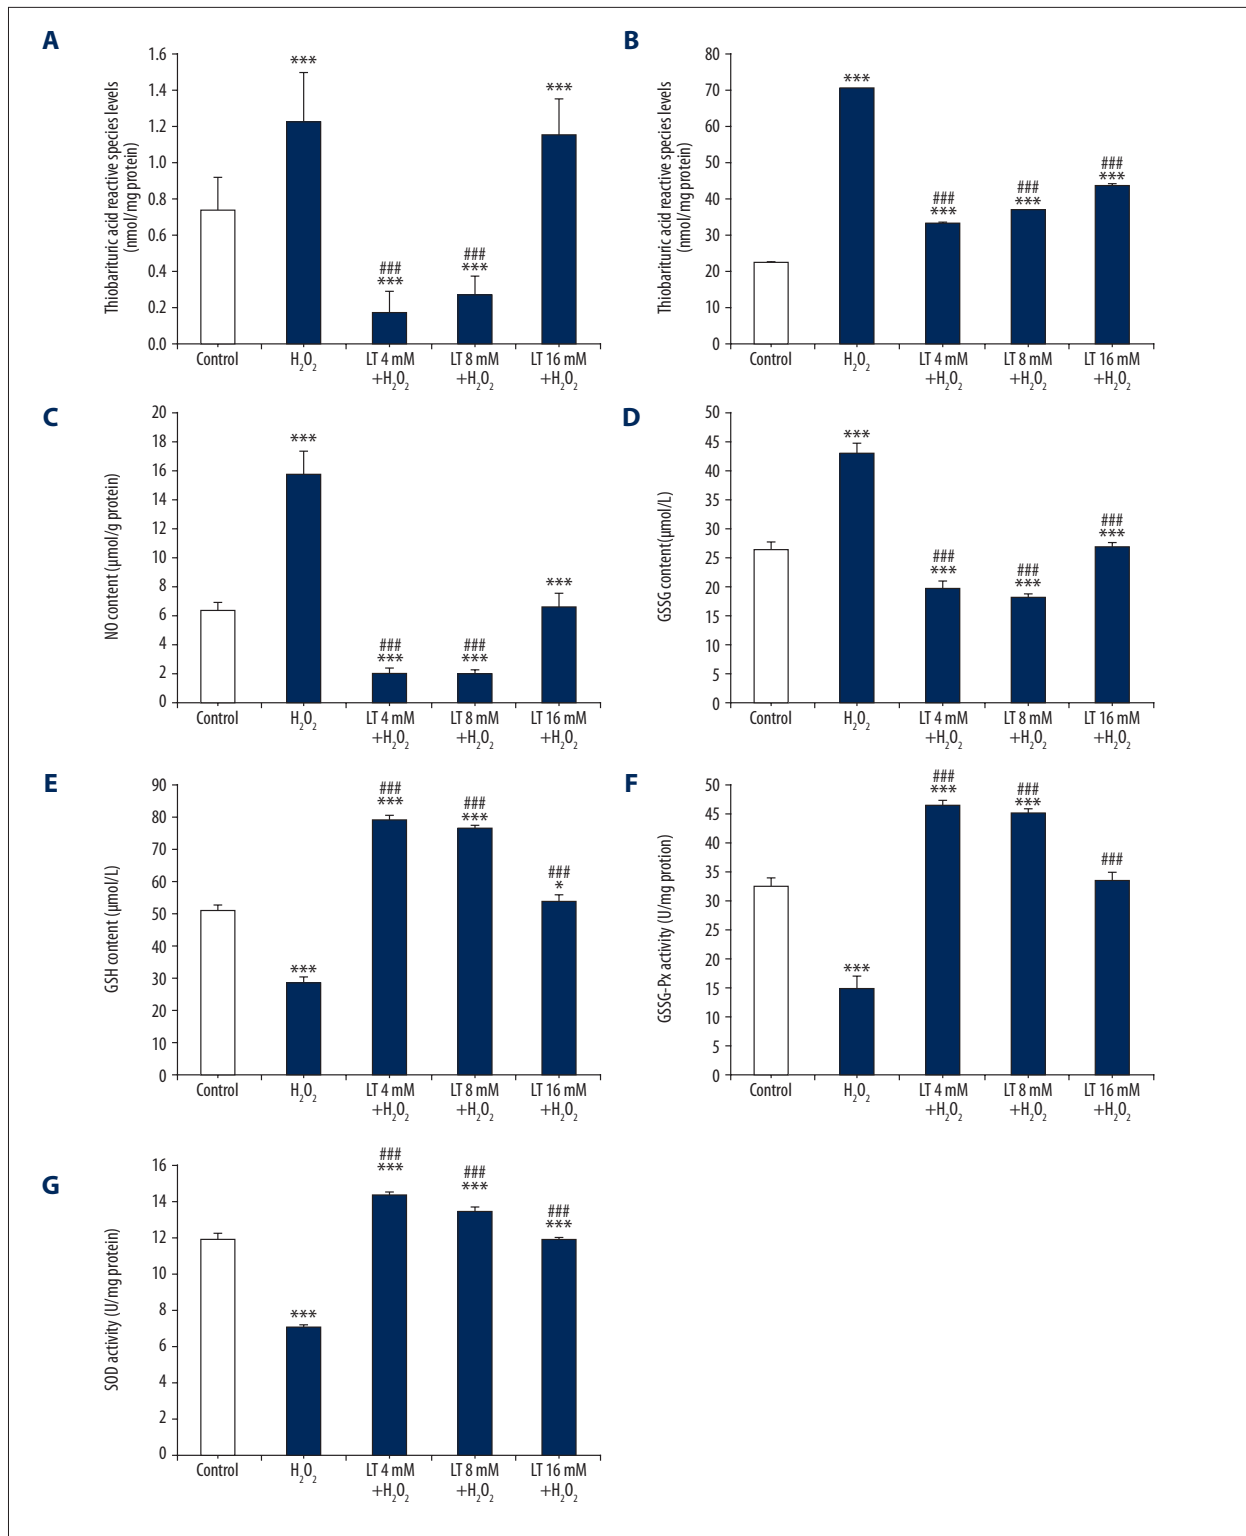 A
Thiobarituric acid reactive species levels
(nmol/mg protein)
1.6
1.4
1.2
1.0
0.8
0.6
0.4
0.2
0.0
***
###
***
###
***
***
Control
H₂O₂
LT 4 mM
+H₂O₂
LT 8 mM
+H₂O₂
LT 16 mM
+H₂O₂
B
Thiobarituric acid reactive species levels
(nmol/mg protein)
80
70
60
50
40
30
20
10
0
***
###
***
###
***
###
***
Control
H₂O₂
LT 4 mM
+H₂O₂
LT 8 mM
+H₂O₂
LT 16 mM
+H₂O₂
C
NO content (µmol/g protein)
20
18
16
14
12
10
8
6
4
2
0
***
###
***
###
***
***
Control
H₂O₂
LT 4 mM
+H₂O₂
LT 8 mM
+H₂O₂
LT 16 mM
+H₂O₂
D
GSSG content(µmol/L)
50
45
40
35
30
25
20
15
10
5
0
***
###
***
###
***
###
***
Control
H₂O₂
LT 4 mM
+H₂O₂
LT 8 mM
+H₂O₂
LT 16 mM
+H₂O₂
E
GSH content (µmol/L)
90
80
70
60
50
40
30
20
10
0
***
###
***
###
***
###
*
Control
H₂O₂
LT 4 mM
+H₂O₂
LT 8 mM
+H₂O₂
LT 16 mM
+H₂O₂
F
GSSG-Px activity (U/mg protion)
50
45
40
35
30
25
20
15
10
5
0
***
###
***
###
***
###
Control
H₂O₂
LT 4 mM
+H₂O₂
LT 8 mM
+H₂O₂
LT 16 mM
+H₂O₂
G
SOD activity (U/mg protein)
16
14
12
10
8
6
4
2
0
***
###
***
###
***
###
***
Control
H₂O₂
LT 4 mM
+H₂O₂
LT 8 mM
+H₂O₂
LT 16 mM
+H₂O₂